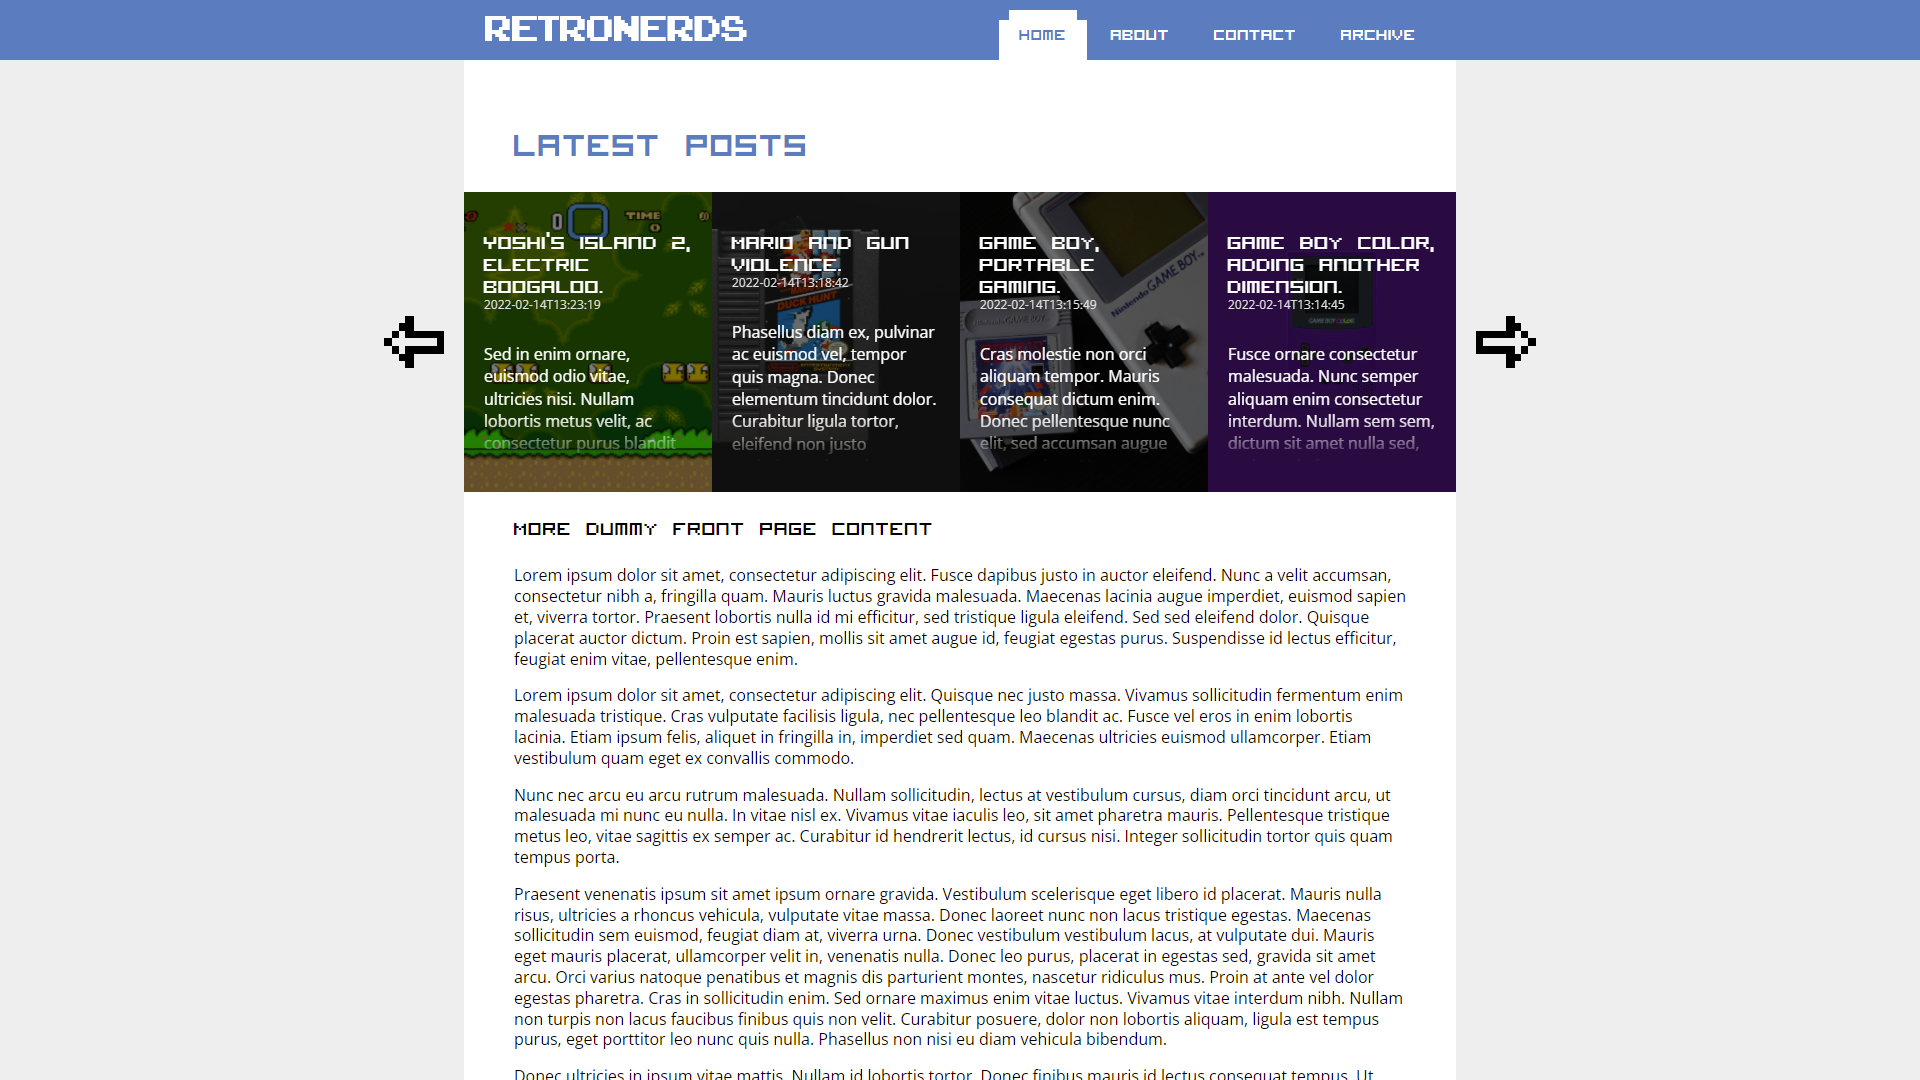 RETRONERDS
HOME ABOUT CONTACT ARCHIVE
LATEST POSTS
YOSHI'S ISLAND 2,
ELECTRIC
BOOGALOO.
2022-02-14T13:23:19
Sed in enim ornare,
euismod odio vitae,
ultricies nisi. Nullam
lobortis metus velit, ac
consectetur purus blandit
TIME
0
0
MARIO AND GUN
VIOLENCE.
2022-02-14T13:18:42
Phasellus diam ex, pulvinar
ac euismod vel, tempor
quis magna. Donec
elementum tincidunt dolor.
Curabitur ligula tortor,
eleifend non justo
DUCK HUNT
GAME BOY,
PORTABLE
GAMING.
2022-02-14T13:15:49
Cras molestie non orci
aliquam tempor. Mauris
consequat dictum enim.
Donec pellentesque nunc
elit, sed accumsan augue
Nintendo GAME BOY
GAME BOY COLOR,
ADDING ANOTHER
DIMENSION.
2022-02-14T13:14:45
Fusce ornare consectetur
malesuada. Nunc semper
aliquam enim consectetur
interdum. Nullam sem sem,
dictum sit amet nulla sed,
GAME BOY COLOR
MORE DUMMY FRONT PAGE CONTENT
Lorem ipsum dolor sit amet, consectetur adipiscing elit. Fusce dapibus justo in auctor eleifend. Nunc a velit accumsan,
consectetur nibh a, fringilla quam. Mauris luctus gravida malesuada. Maecenas lacinia augue imperdiet, euismod sapien
et, viverra tortor. Praesent lobortis nulla id mi efficitur, sed tristique ligula eleifend. Sed sed eleifend dolor. Quisque
placerat auctor dictum. Proin est sapien, mollis sit amet augue id, feugiat egestas purus. Suspendisse id lectus efficitur,
feugiat enim vitae, pellentesque enim.
Lorem ipsum dolor sit amet, consectetur adipiscing elit. Quisque nec justo massa. Vivamus sollicitudin fermentum enim
malesuada tristique. Cras vulputate facilisis ligula, nec pellentesque leo blandit ac. Fusce vel eros in enim lobortis
lacinia. Etiam ipsum felis, aliquet in fringilla in, imperdiet sed quam. Maecenas ultricies euismod ullamcorper. Etiam
vestibulum quam eget ex convallis commodo.
Nunc nec arcu eu arcu rutrum malesuada. Nullam sollicitudin, lectus at vestibulum cursus, diam orci tincidunt arcu, ut
malesuada mi nunc eu nulla. In vitae nisl ex. Vivamus vitae iaculis leo, sit amet pharetra mauris. Pellentesque tristique
metus leo, vitae sagittis ex semper ac. Curabitur id hendrerit lectus, id cursus nisi. Integer sollicitudin tortor quis quam
tempus porta.
Praesent venenatis ipsum sit amet ipsum ornare gravida. Vestibulum scelerisque eget libero id placerat. Mauris nulla
risus, ultricies a rhoncus vehicula, vulputate vitae massa. Donec laoreet nunc non lacus tristique egestas. Maecenas
sollicitudin sem euismod, feugiat diam at, viverra urna. Donec vestibulum vestibulum lacus, at vulputate dui. Mauris
eget mauris placerat, ullamcorper velit in, venenatis nulla. Donec leo purus, placerat in egestas sed, gravida sit amet
arcu. Orci varius natoque penatibus et magnis dis parturient montes, nascetur ridiculus mus. Proin at ante vel dolor
egestas pharetra. Cras in sollicitudin enim. Sed ornare maximus enim vitae luctus. Vivamus vitae interdum nibh. Nullam
non turpis non lacus faucibus finibus quis non velit. Curabitur posuere, dolor non lobortis aliquam, ligula est tempus
purus, eget porttitor leo nunc quis nulla. Phasellus non nisi eu diam vehicula bibendum.
Donec ultricies in ipsum vitae mattis. Nullam id lobortis tortor. Donec finibus mauris id lectus consequat tempus. Ut